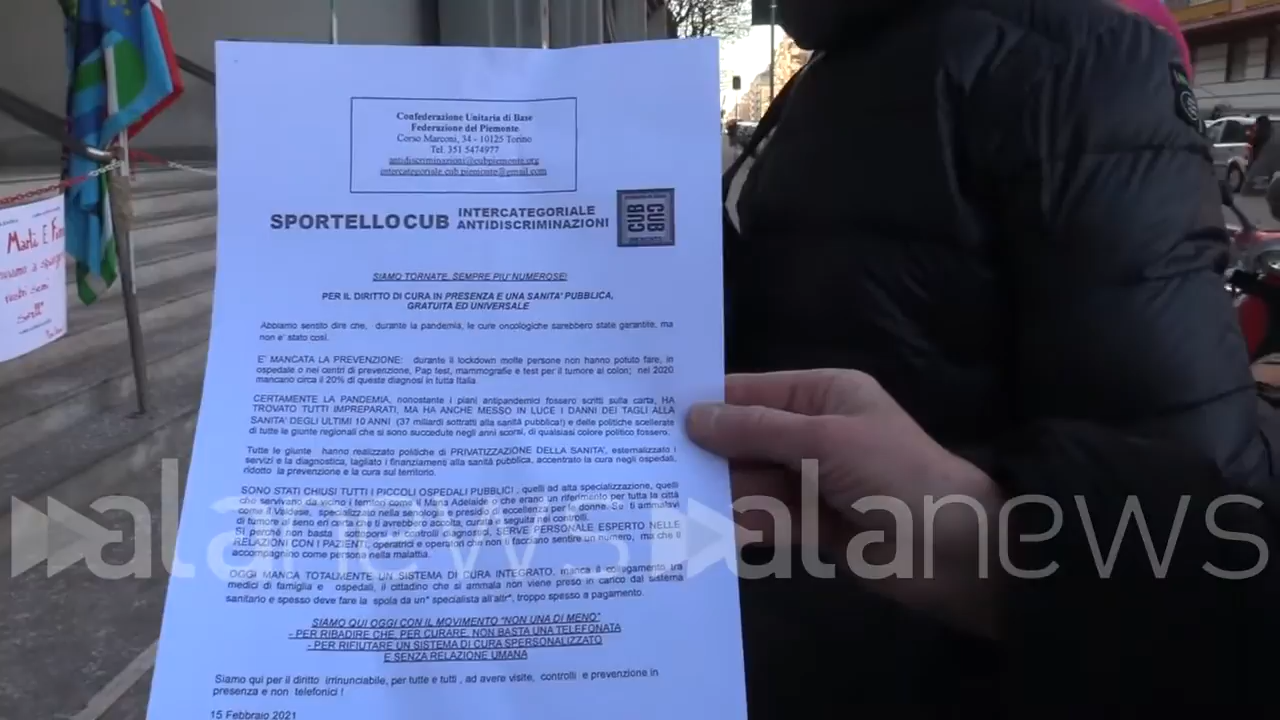 Confederazione Unitaria di Base
Federazione del Piemonte
Corso Marconi, 34 - 10125 Torino
Tel. 351 5474977
antidiscriminazioni@cubpiemonte.org
intercategoriale.cub.piemonte@gmail.com
SPORTELLO CUB INTERCATEGORIALE
ANTIDISCRIMINAZIONI
CUB
CUB
SIAMO TORNATE, SEMPRE PIU' NUMEROSE!
PER IL DIRITTO DI CURA IN PRESENZA E UNA SANITA' PUBBLICA,
GRATUITA ED UNIVERSALE
Abbiamo sentito dire che, durante la pandemia, le cure oncologiche sarebbero state garantite, ma
non e' stato così.
E' MANCATA LA PREVENZIONE: durante il lockdown molte persone non hanno potuto fare, in
ospedale o nei centri di prevenzione, Pap test, mammografie e test per il tumore al colon; nel 2020
mancano circa il 20% di queste diagnosi in tutta Italia.
CERTAMENTE LA PANDEMIA, nonostante i piani antipandemici fossero scritti sulla carta, HA
TROVATO TUTTI IMPREPARATI, MA HA ANCHE MESSO IN LUCE I DANNI DEI TAGLI ALLA
SANITA' DEGLI ULTIMI 10 ANNI (37 miliardi sottratti alla sanità pubblica!) e delle politiche scellerate
di tutte le giunte regionali che si sono succedute negli anni scorsi, di qualsiasi colore politico fossero.
Tutte le giunte hanno realizzato politiche di PRIVATIZZAZIONE DELLA SANITA', esternalizzato i
servizi e la diagnostica, tagliato i finanziamenti alla sanità pubblica, accentrato la cura negli ospedali,
ridotto la prevenzione e la cura sul territorio.
SONO STATI CHIUSI TUTTI I PICCOLI OSPEDALI PUBBLICI, quelli ad alta specializzazione, quelli
che servivano da vicino i territori come il Maria Adelaide o che erano un riferimento per tutta la città
come il Valdese, specializzato nella senologia e presidio di eccellenza per le donne. Se ti ammalavi
di tumore al seno eri certa che ti avrebbero accolta, curata e seguita nei controlli.
Si perchè non basta sottoporsi ai controlli diagnostici, SERVE PERSONALE ESPERTO NELLE
RELAZIONI CON I PAZIENTI, operatrici e operatori che non ti facciano sentire un numero, ma che ti
accompagnino come persona nella malattia.
OGGI MANCA TOTALMENTE UN SISTEMA DI CURA INTEGRATO, manca il collegamento tra
medici di famiglia e ospedali, il cittadino che si ammala non viene preso in carico dal sistema
sanitario e spesso deve fare la spola da un* specialista all'altr*, troppo spesso a pagamento.
SIAMO QUI OGGI CON IL MOVIMENTO "NON UNA DI MENO"
- PER RIBADIRE CHE, PER CURARE, NON BASTA UNA TELEFONATA
- PER RIFIUTARE UN SISTEMA DI CURA SPERSONALIZZATO
E SENZA RELAZIONE UMANA
Siamo qui per il diritto irrinunciabile, per tutte e tutti, ad avere visite, controlli e prevenzione in
presenza e non telefonici !
15 Febbraio 2021
alanews
alanews